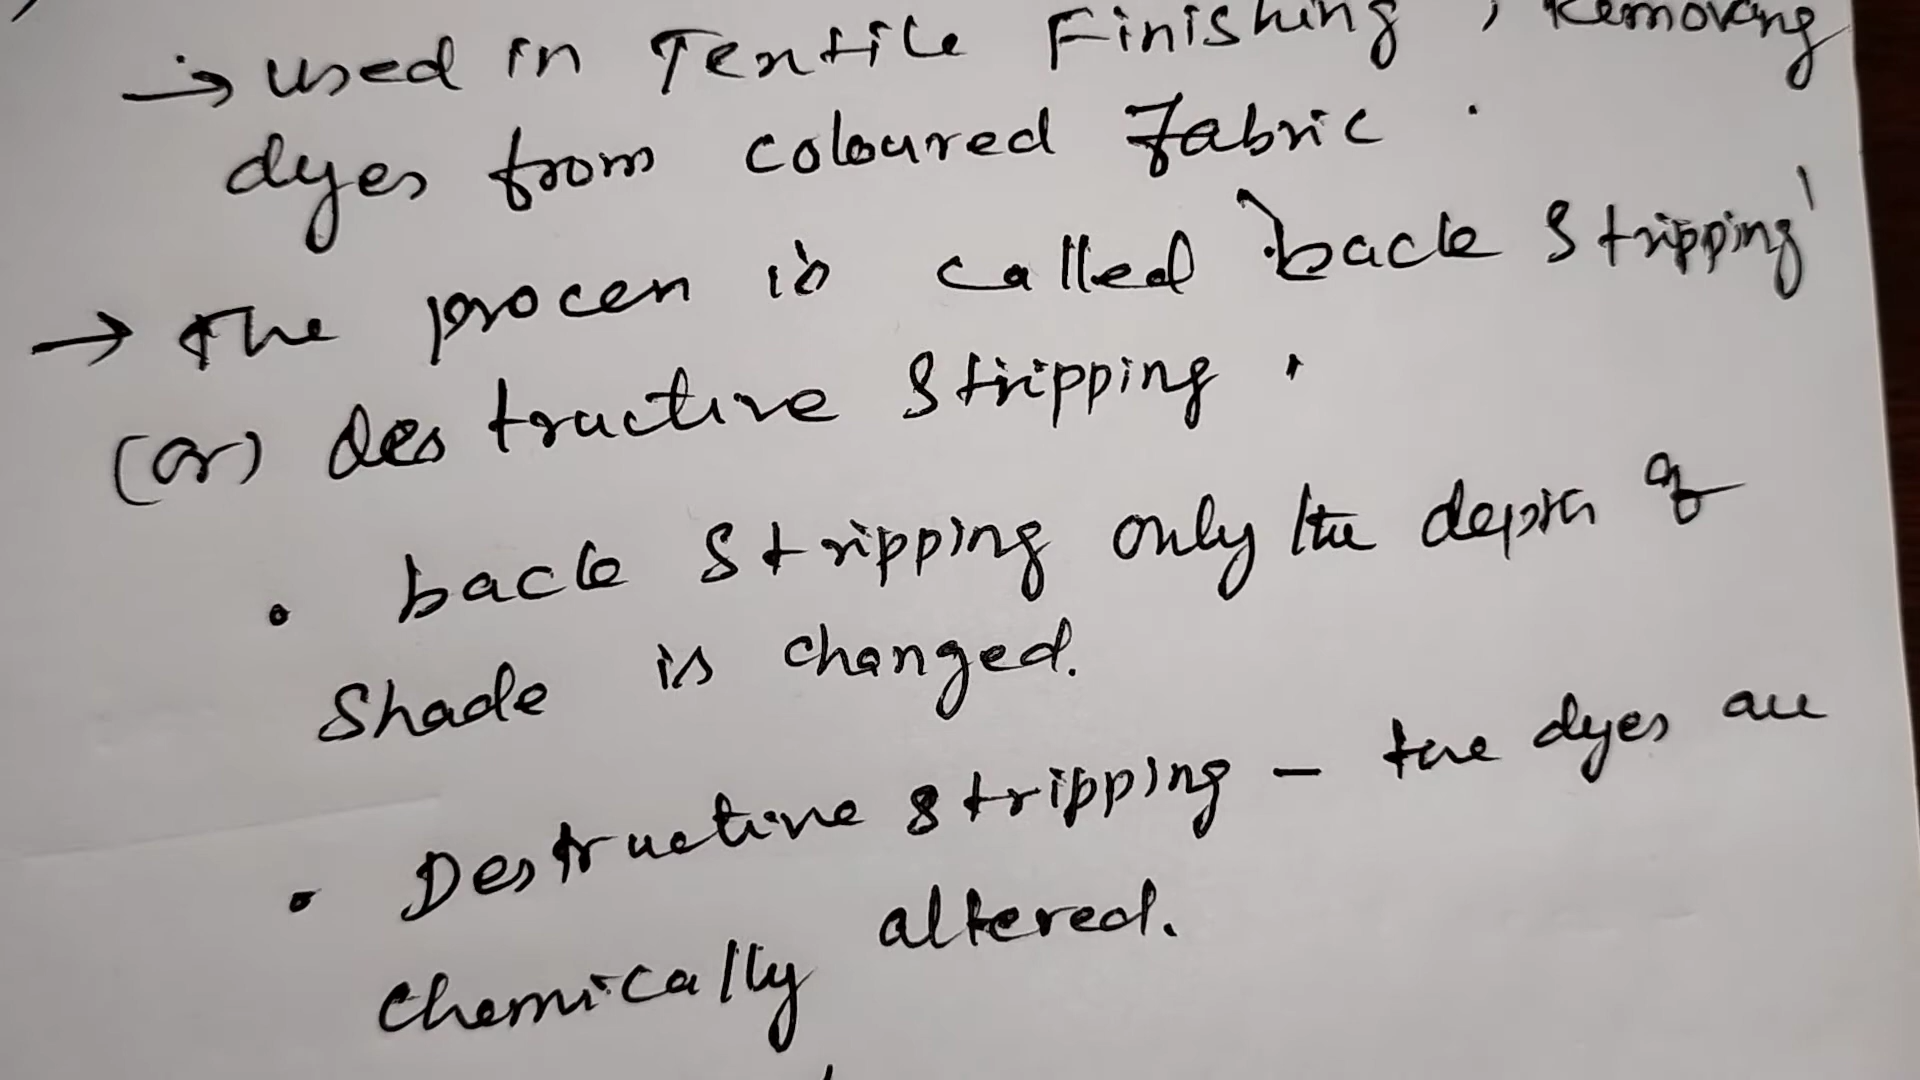 → used in Textile Finishing, Removing
dyes from coloured fabric.
→ The process is called 'back stripping'
(or) destructive stripping.
• back stripping only the depth of
shade is changed.
• Destructive stripping – the dyes are
chemically altered.